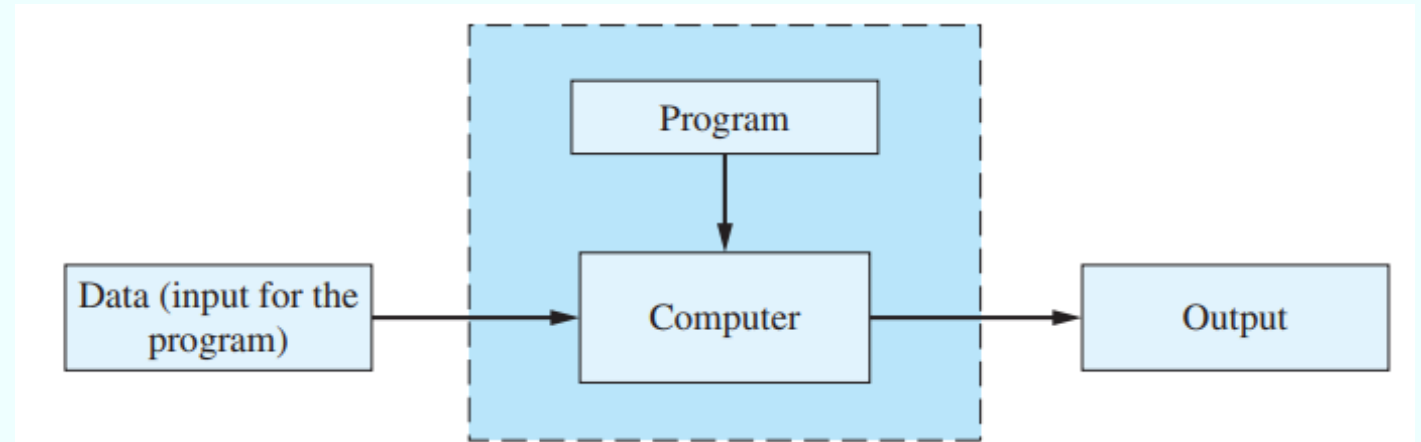 Program
Data (input for the
program)
Computer
Output